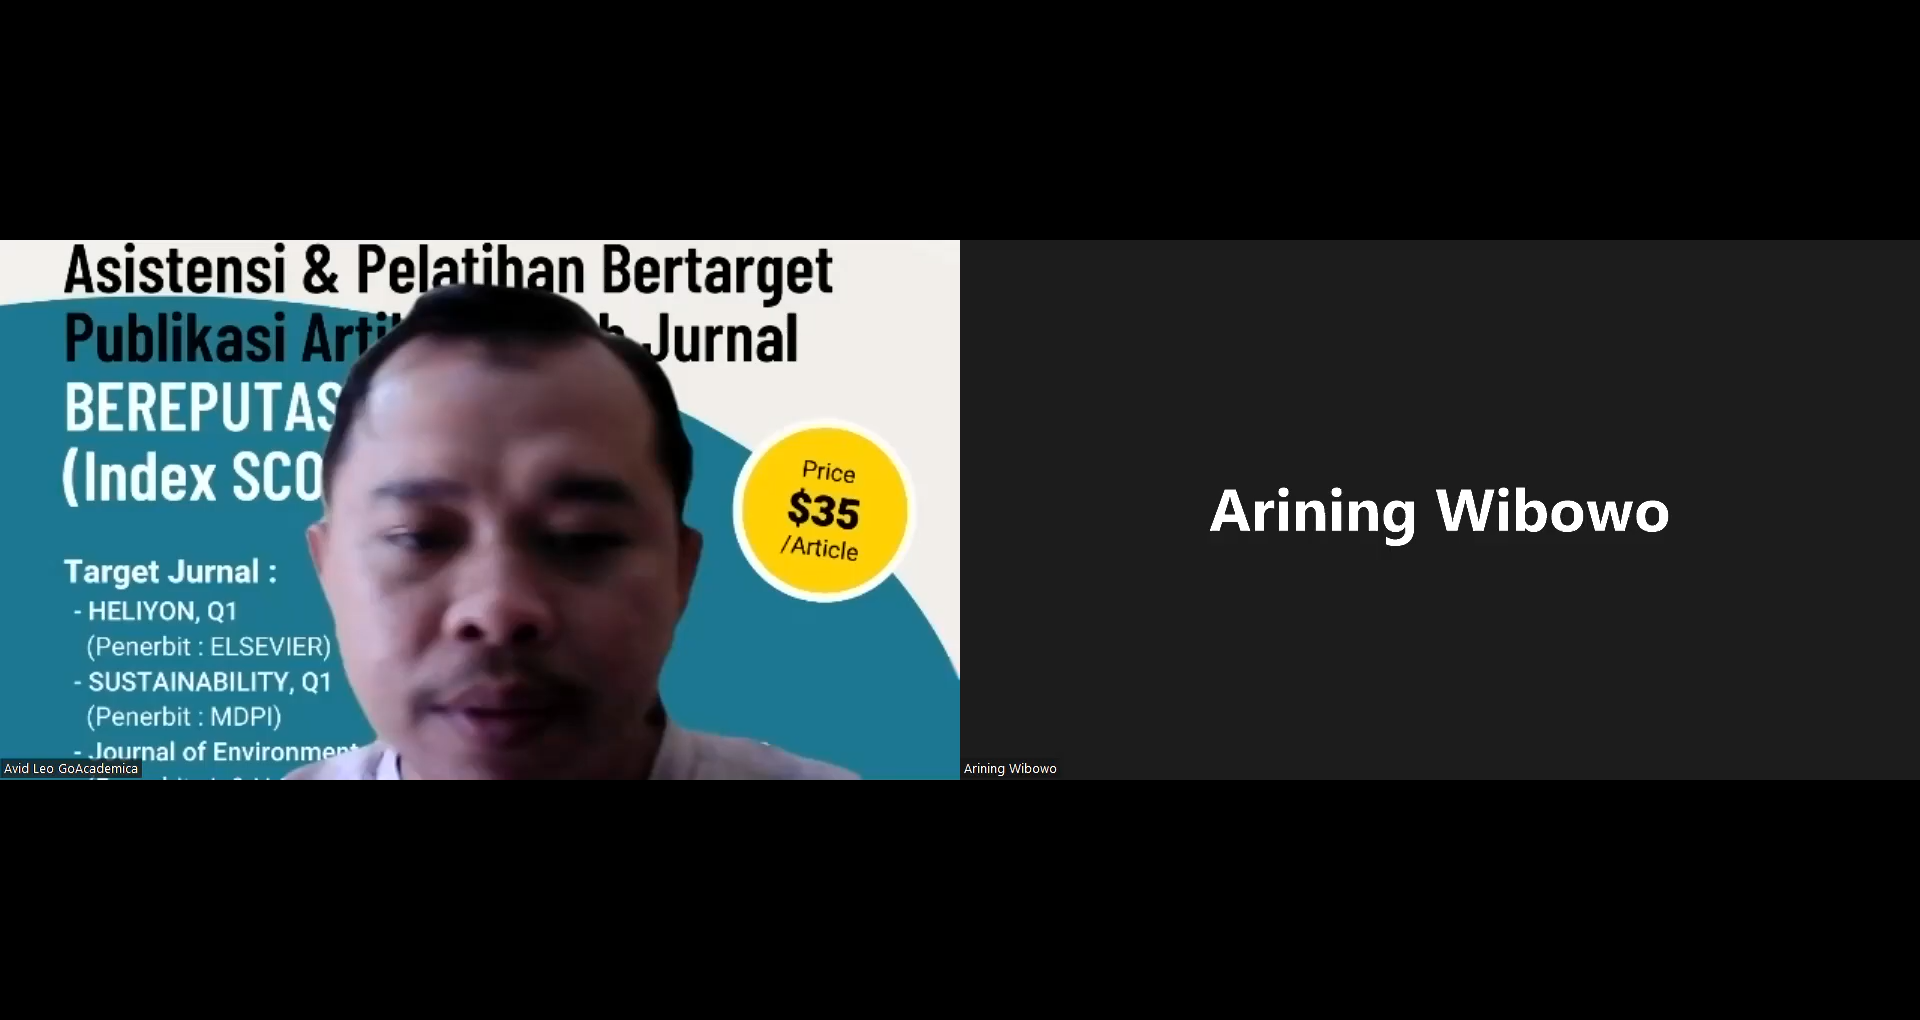 Asistensi & Pelatihan Bertarget
Publikasi Jurnal
BEREPUTAS
(Index SCO
Price
$35
/Article
Target Jurnal :
- HELIYON, Q1
(Penerbit : ELSEVIER)
- SUSTAINABILITY, Q1
(Penerbit : MDPI)
- Journal of Environment
Avid Leo GoAcademica
Arining Wibowo
Arining Wibowo